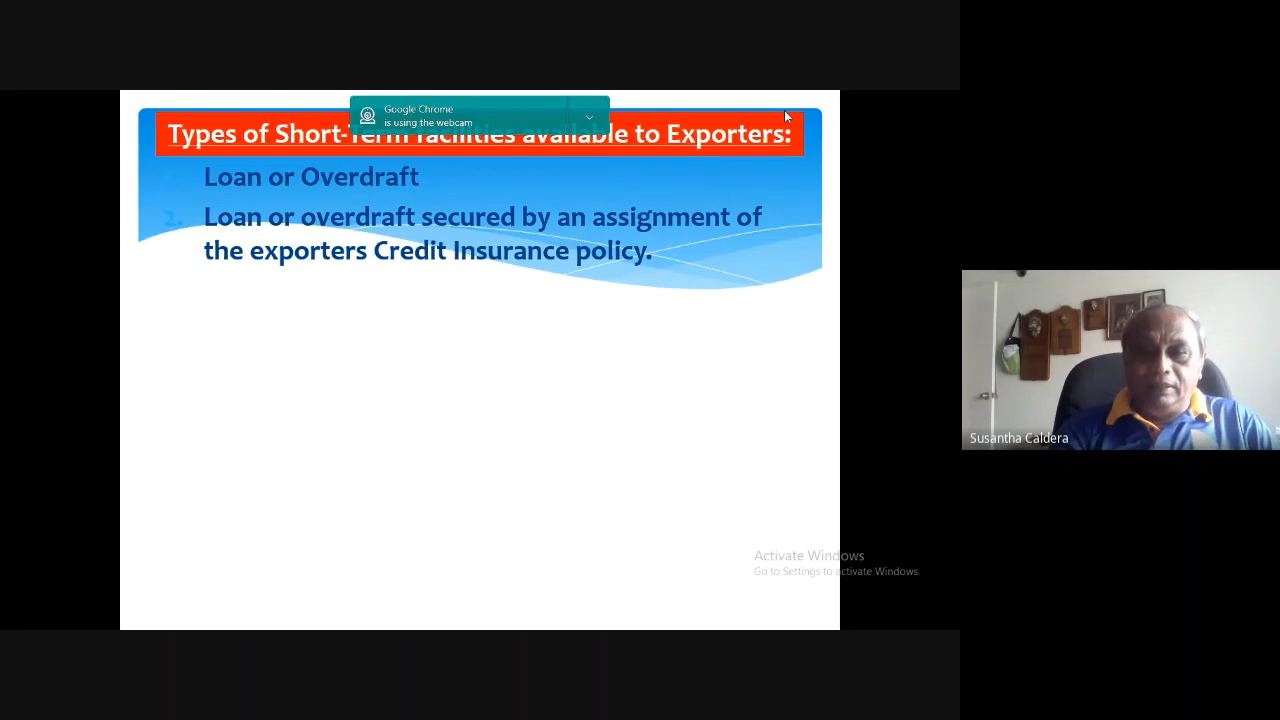 Google Chrome
is using the webcam
Types of Short-Term facilities available to Exporters:
Loan or Overdraft
2. Loan or overdraft secured by an assignment of
the exporters Credit Insurance policy.
Susantha Caldera
Activate Windows
Go to Settings to activate Windows.